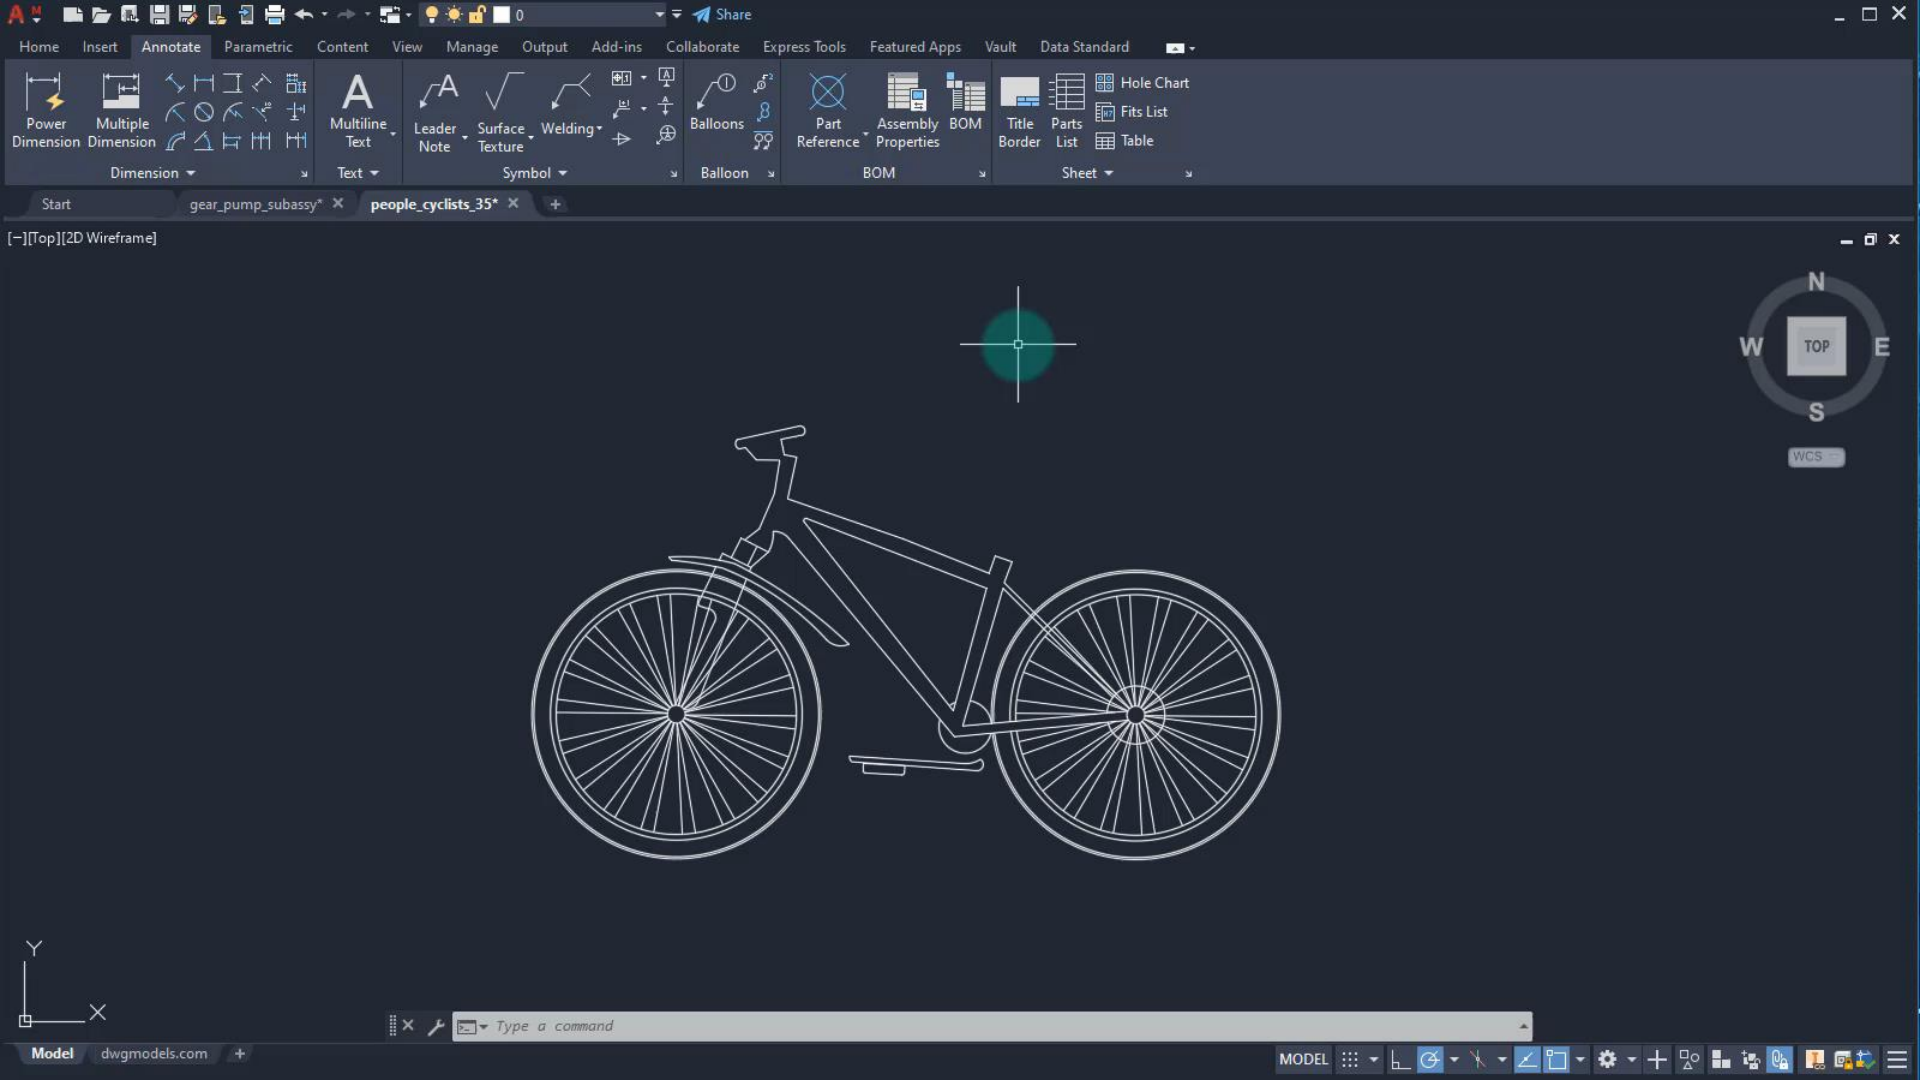 A M 0 Share
Home Insert Annotate Parametric Content View Manage Output Add-ins Collaborate Express Tools Featured Apps Vault Data Standard
Power Dimension
Multiple Dimension
Dimension
Multiline Text
Text
Leader Note
Surface Texture
Welding
Symbol
Balloons
Balloon
Part Reference
Assembly Properties
BOM
BOM
Title Border
Parts List
Hole Chart
Fits List
Table
Sheet
Start gear_pump_subassy* people_cyclists_35*
[−][Top][2D Wireframe]
N
W TOP E
S
WCS
Y
X
Type a command
Model dwgmodels.com MODEL